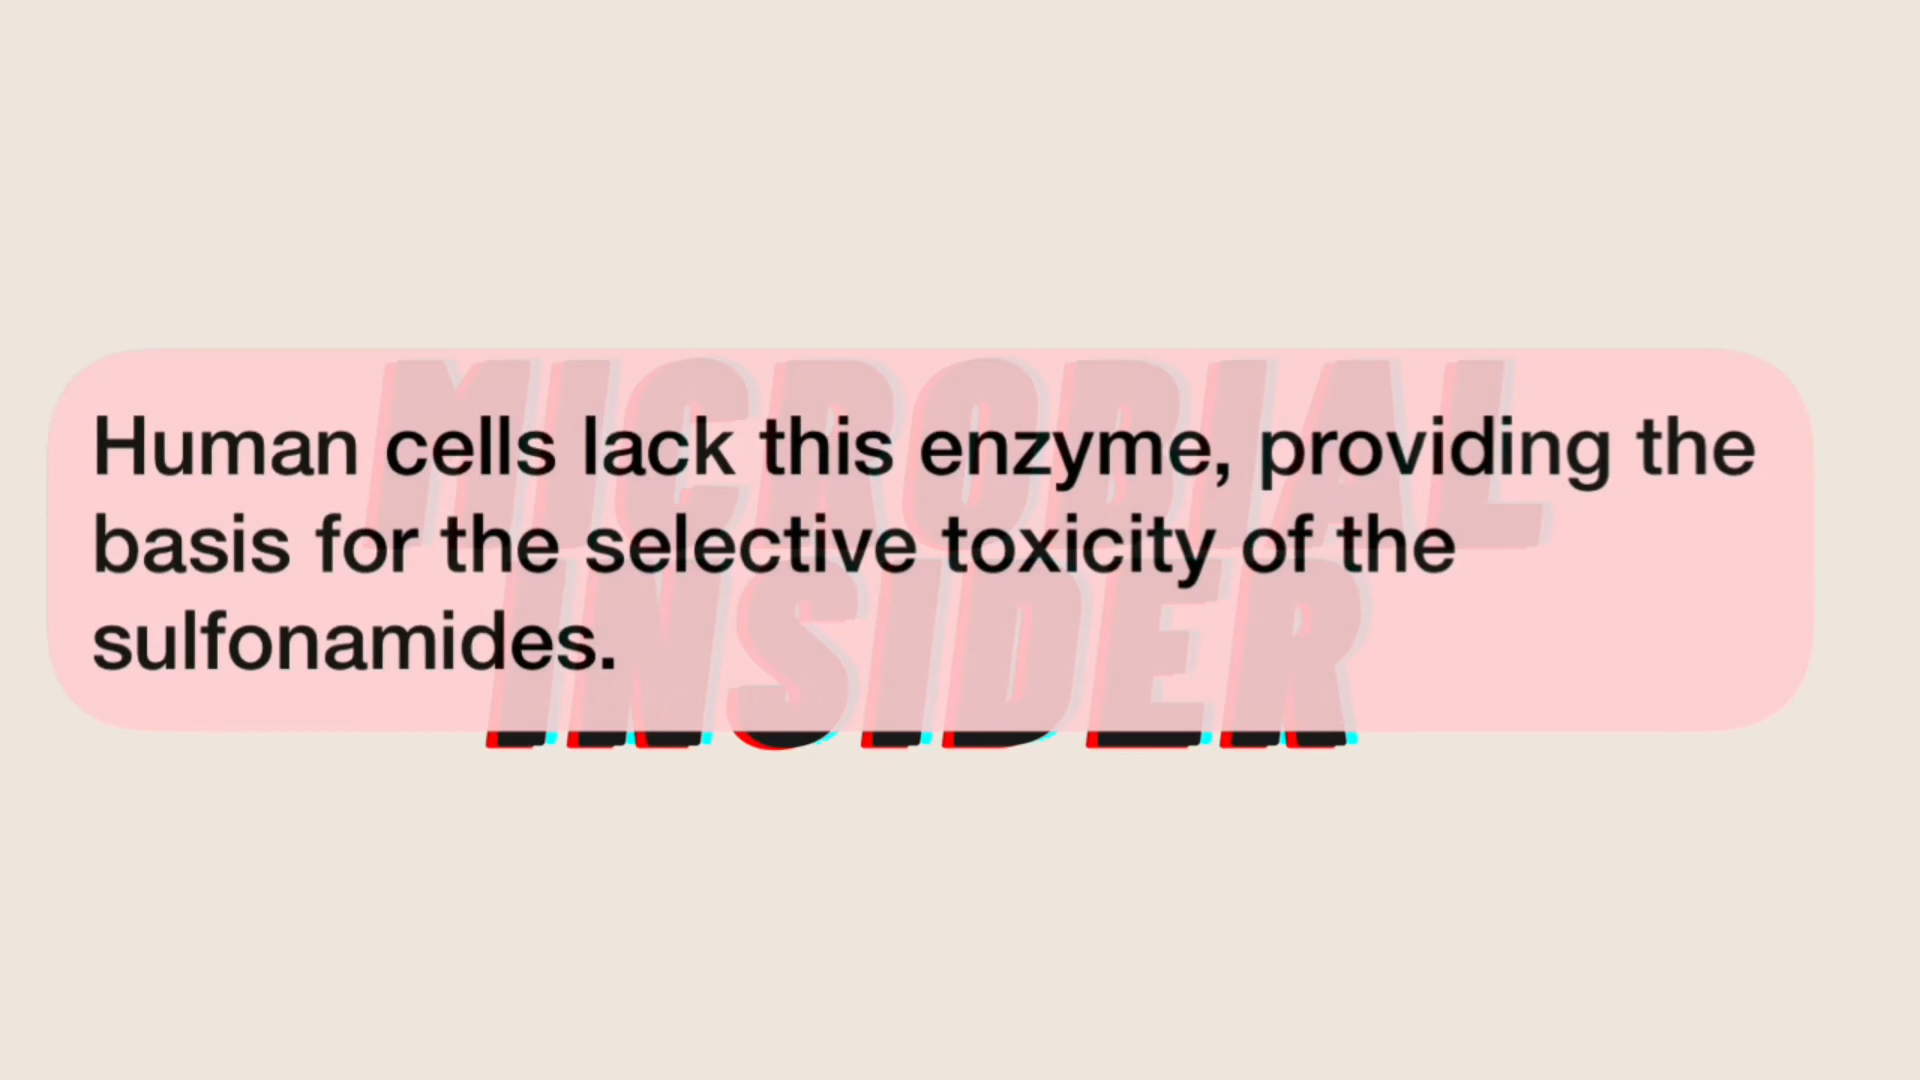 MICROBIAL
INSIDER
Human cells lack this enzyme, providing the
basis for the selective toxicity of the
sulfonamides.